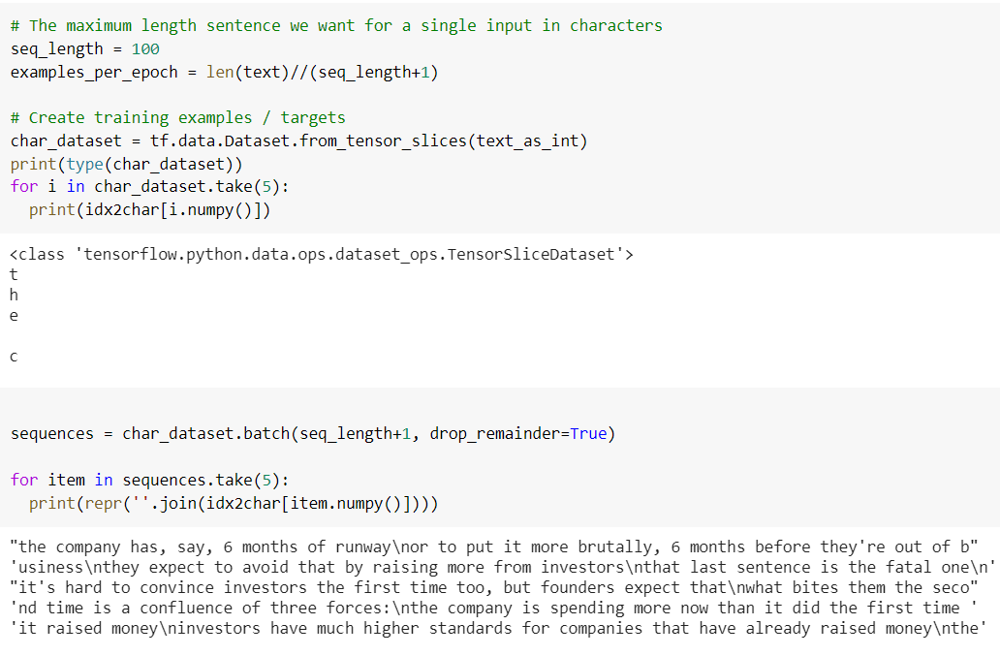 # The maximum length sentence we want for a single input in characters
seq_length = 100
examples_per_epoch = len(text)//(seq_length+1)

# Create training examples / targets
char_dataset = tf.data.Dataset.from_tensor_slices(text_as_int)
print(type(char_dataset))
for i in char_dataset.take(5):
  print(idx2char[i.numpy()])

<class 'tensorflow.python.data.ops.dataset_ops.TensorSliceDataset'>
t
h
e

c

sequences = char_dataset.batch(seq_length+1, drop_remainder=True)

for item in sequences.take(5):
  print(repr(''.join(idx2char[item.numpy()])))

"the company has, say, 6 months of runway\nor to put it more brutally, 6 months before they're out of b"
'usiness\nthey expect to avoid that by raising more from investors\nthat last sentence is the fatal one\n'
"it's hard to convince investors the first time too, but founders expect that\nwhat bites them the seco"
'nd time is a confluence of three forces:\nthe company is spending more now than it did the first time '
'it raised money\ninvestors have much higher standards for companies that have already raised money\nthe'